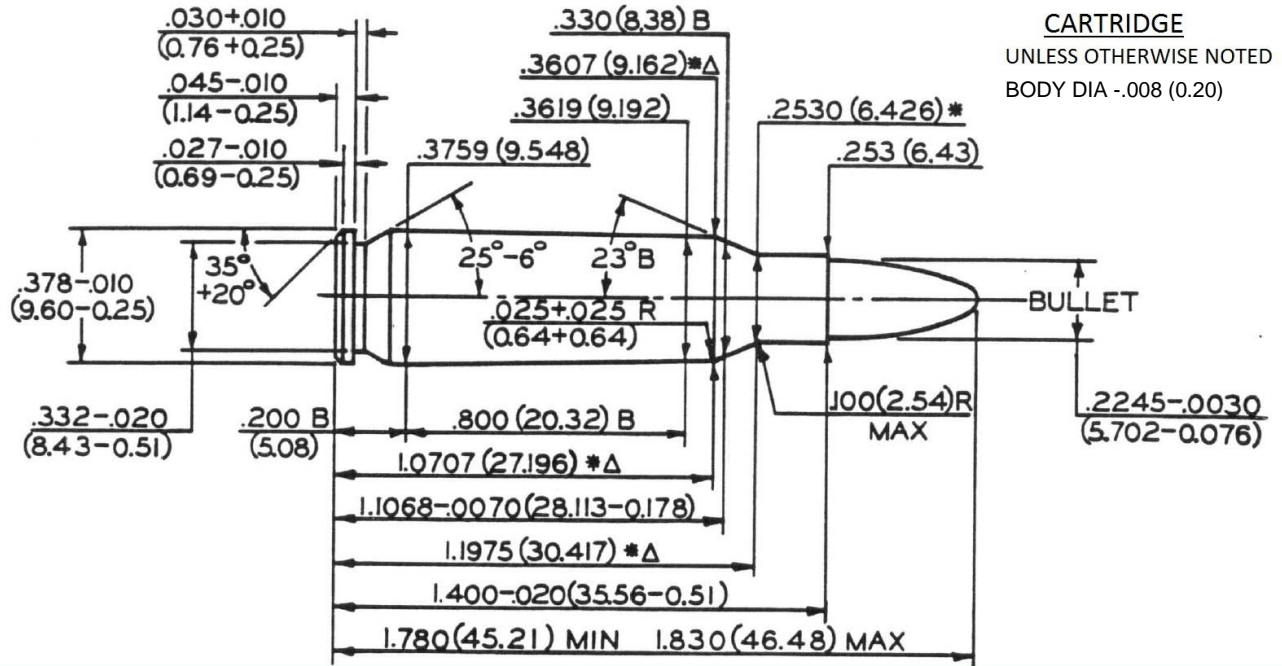 CARTRIDGE
UNLESS OTHERWISE NOTED
BODY DIA -.008 (0.20)
.030+.010
(0.76+0.25)
.045-.010
(1.14-0.25)
.027-.010
(0.69-0.25)
.330 (8.38) B
.3607 (9.162)*Δ
.3619 (9.192)
.3759 (9.548)
.2530 (6.426)*
.253 (6.43)
35°
+20°
25°-6°
23°B
.378-.010
(9.60-0.25)
.025+.025 R
(0.64+0.64)
BULLET
.332-.020
(8.43-0.51)
.200 B
(5.08)
.800 (20.32) B
.100(2.54)R
MAX
.2245-.0030
(5.702-0.076)
1.0707 (27.196) *Δ
1.1068-.0070(28.113-0.178)
1.1975 (30.417) *Δ
1.400-.020(35.56-0.51)
1.780(45.21) MIN 1.830(46.48) MAX